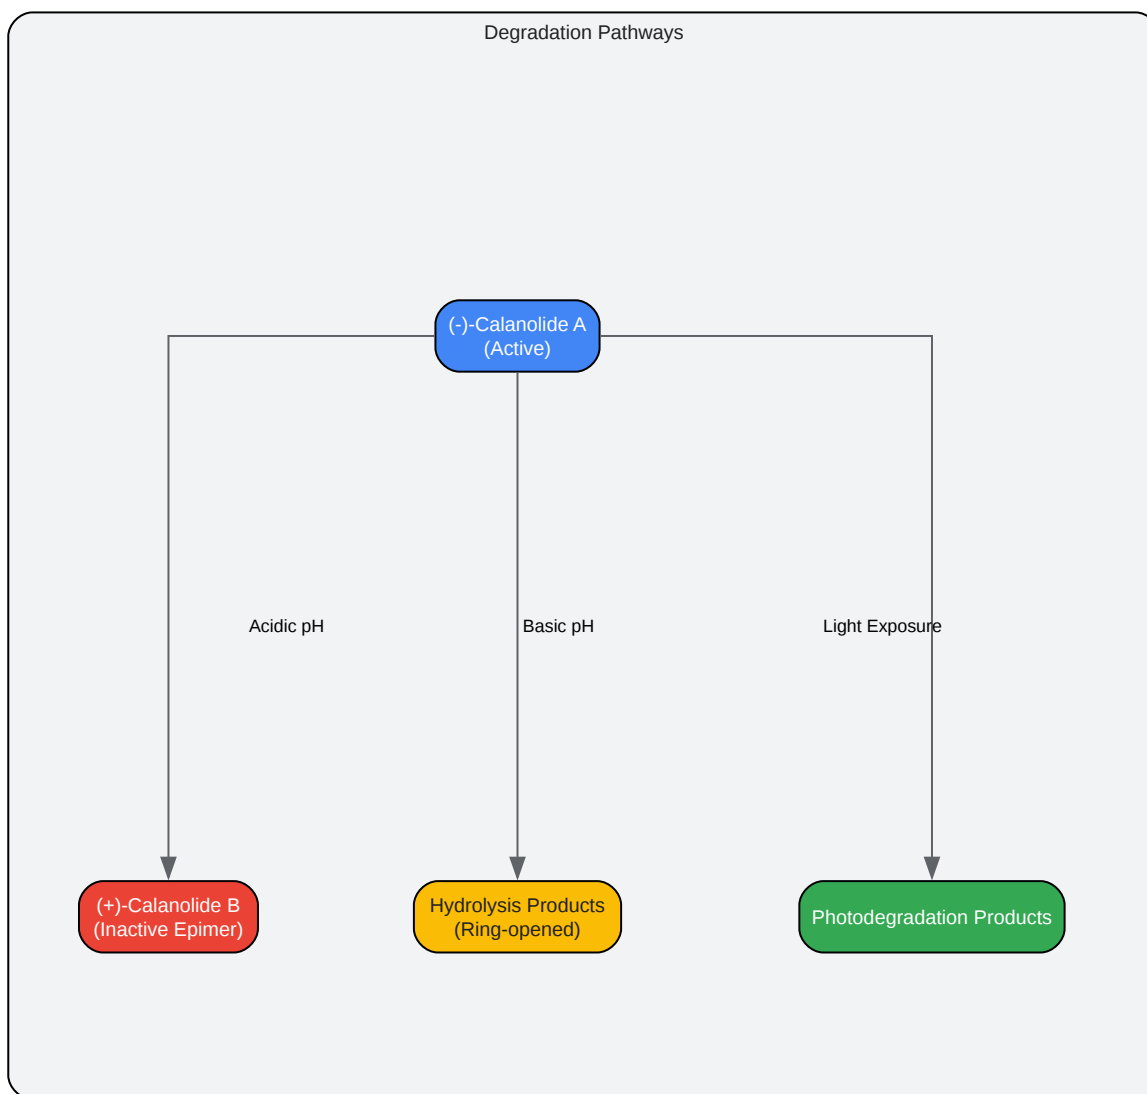 Degradation Pathways
(-)-Calanolide A
(Active)
Acidic pH
Basic pH
Light Exposure
(+)-Calanolide B
(Inactive Epimer)
Hydrolysis Products
(Ring-opened)
Photodegradation Products